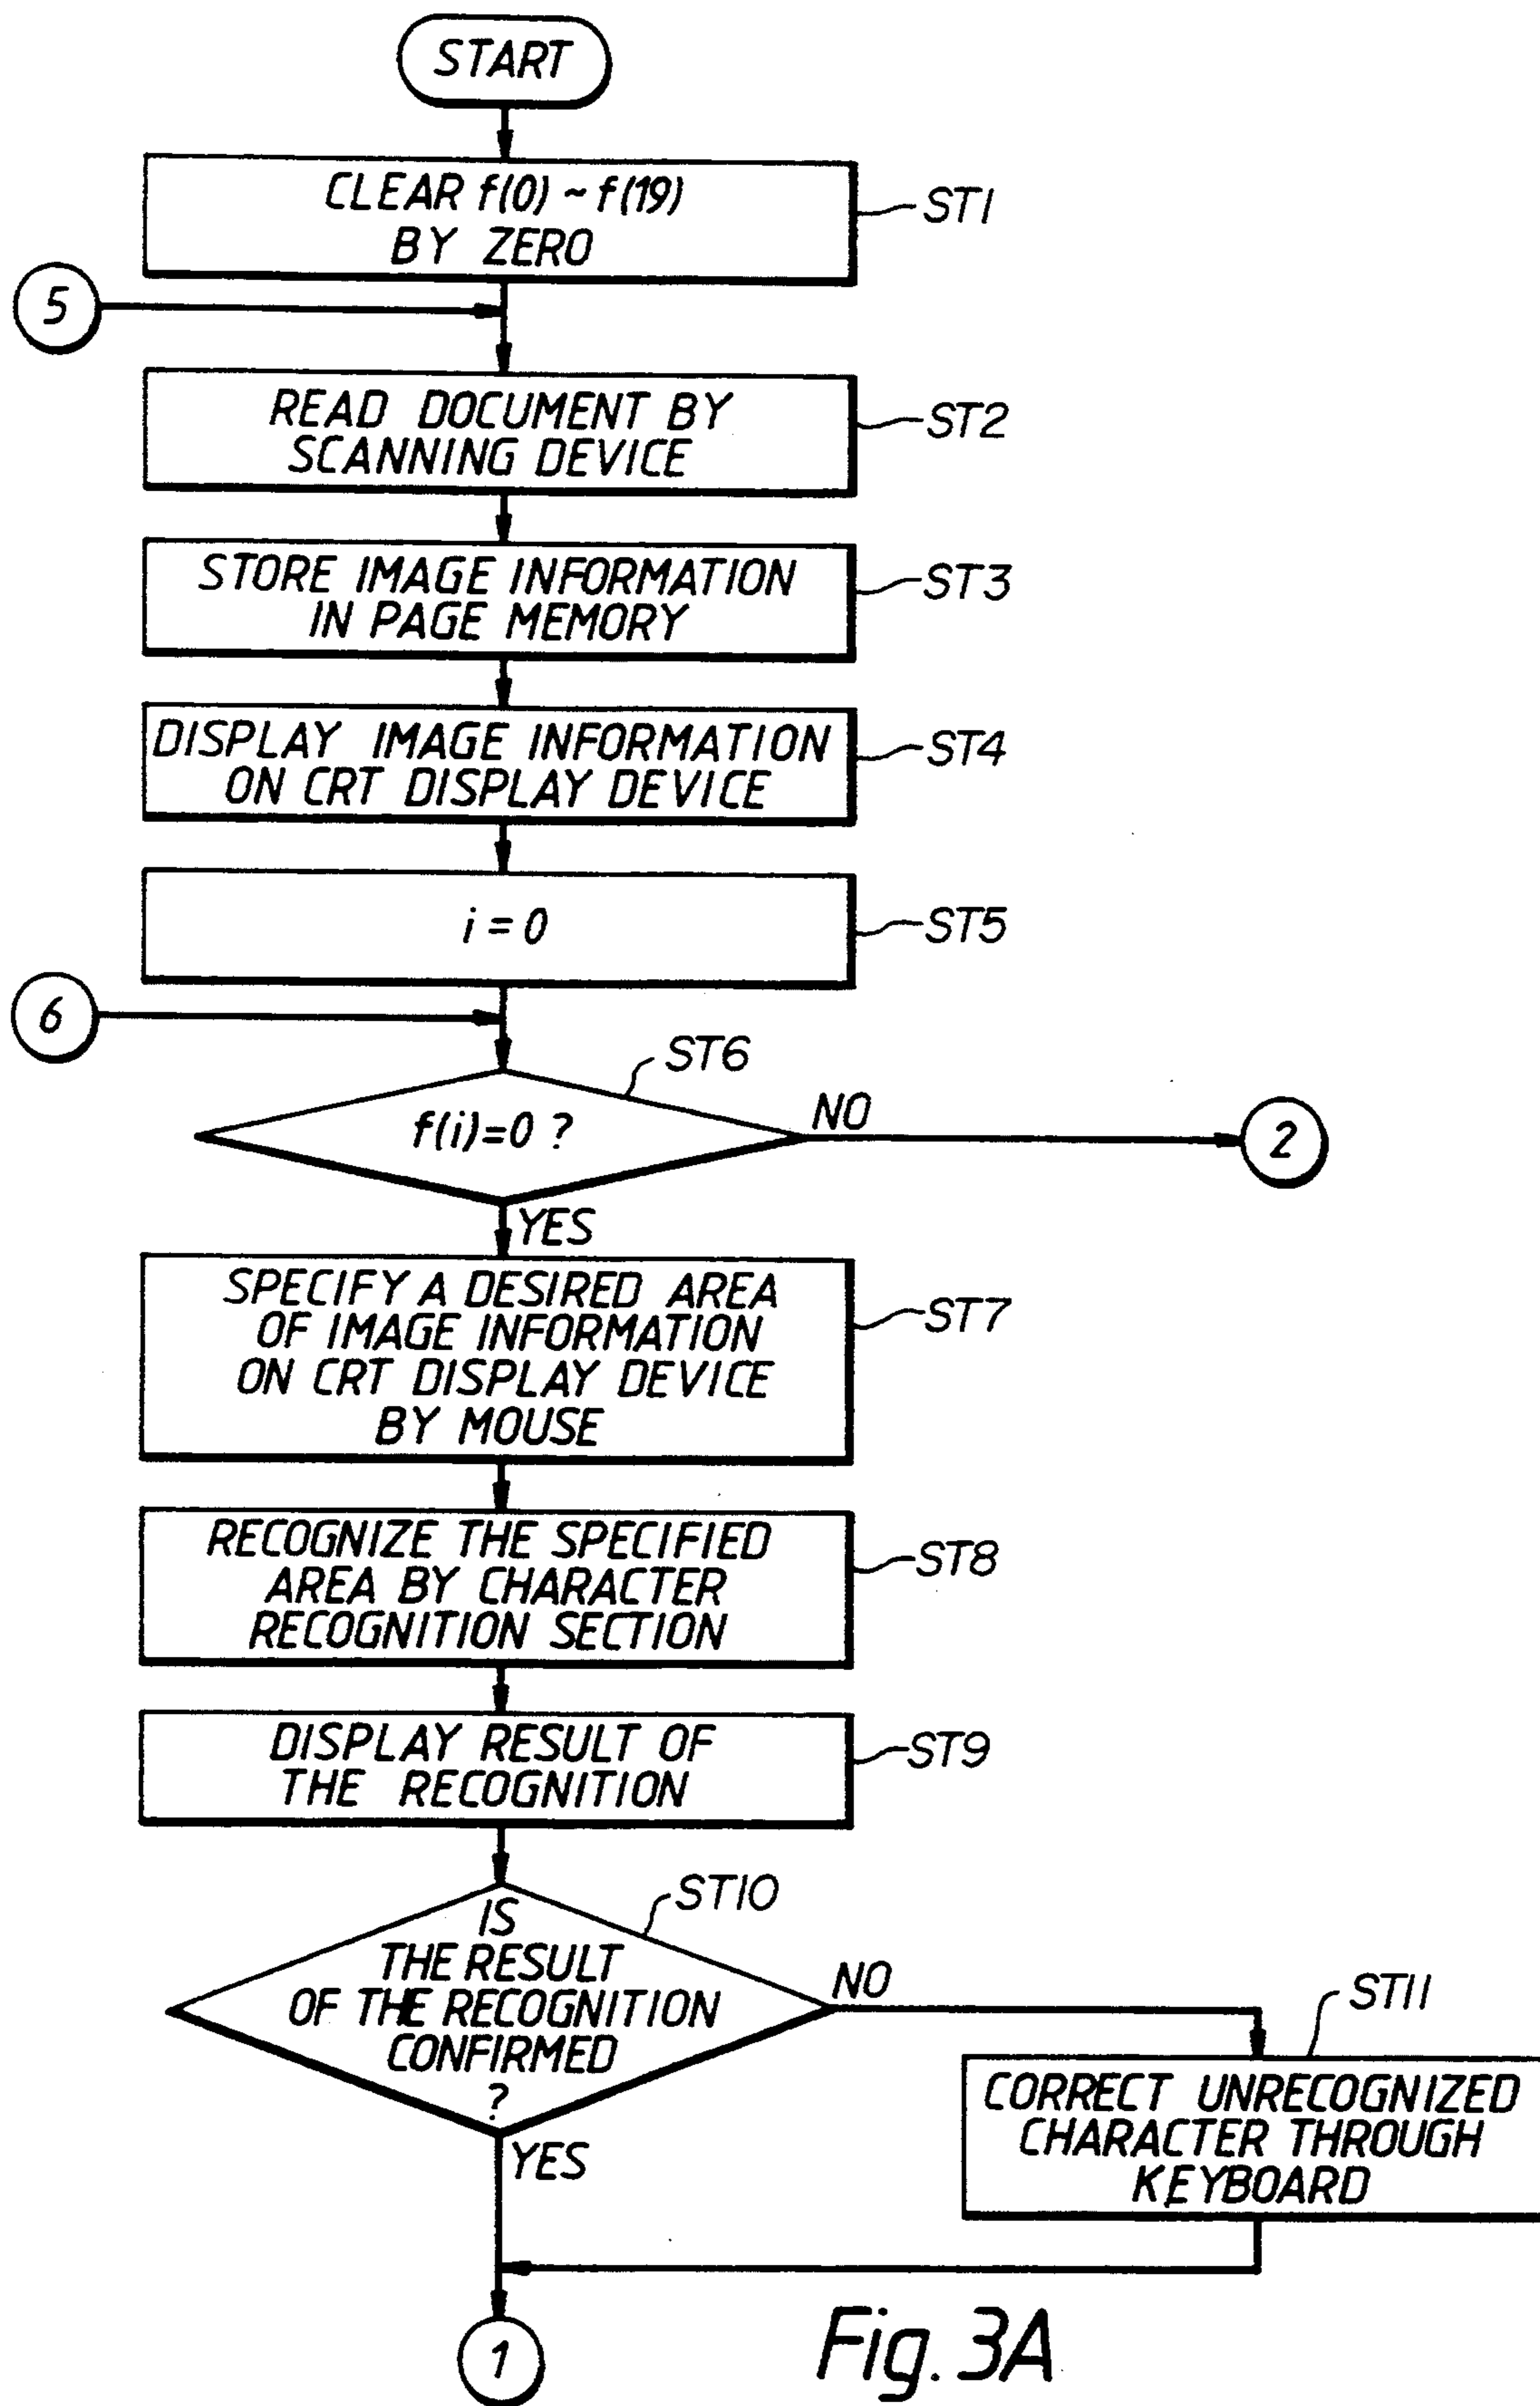 START
CLEAR f(0) ~ f(19)
BY ZERO
ST1
5
READ DOCUMENT BY
SCANNING DEVICE
ST2
STORE IMAGE INFORMATION
IN PAGE MEMORY
ST3
DISPLAY IMAGE INFORMATION
ON CRT DISPLAY DEVICE
ST4
i = 0
ST5
6
ST6
f(i)=0 ?
NO
2
YES
SPECIFY A DESIRED AREA
OF IMAGE INFORMATION
ON CRT DISPLAY DEVICE
BY MOUSE
ST7
RECOGNIZE THE SPECIFIED
AREA BY CHARACTER
RECOGNITION SECTION
ST8
DISPLAY RESULT OF
THE RECOGNITION
ST9
ST10
IS
THE RESULT
OF THE RECOGNITION
CONFIRMED
?
NO
YES
ST11
CORRECT UNRECOGNIZED
CHARACTER THROUGH
KEYBOARD
1
Fig. 3A